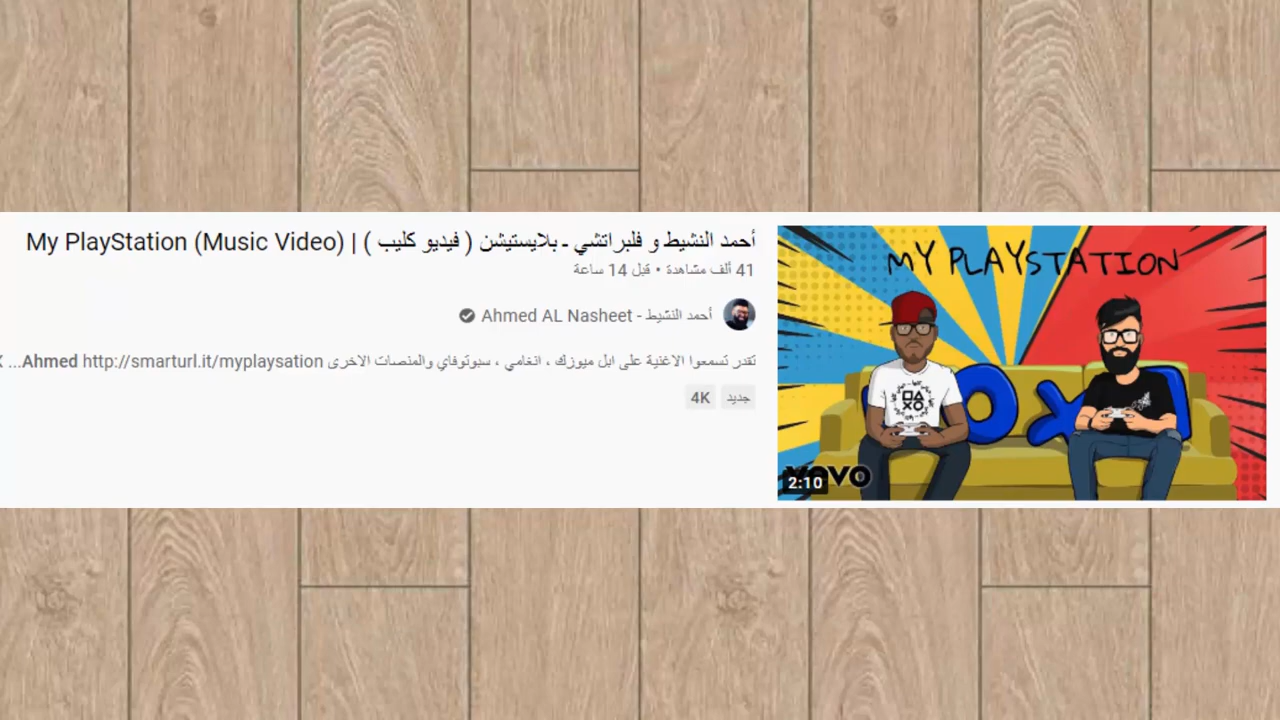 أحمد النشيط و فلبراتشي ـ بلايستيشن ( فيديو كليب ) | My PlayStation (Music Video)
41 ألف مشاهدة • قبل 14 ساعة
أحمد النشيط - Ahmed AL Nasheet
تقدر تسمعوا الاغنية على ابل ميوزك ، انغامي ، سبوتوفاي والمنصات الاخرى http://smarturl.it/myplaysation Ahmed...
جديد 4K
MY PLAYSTATION
2:10